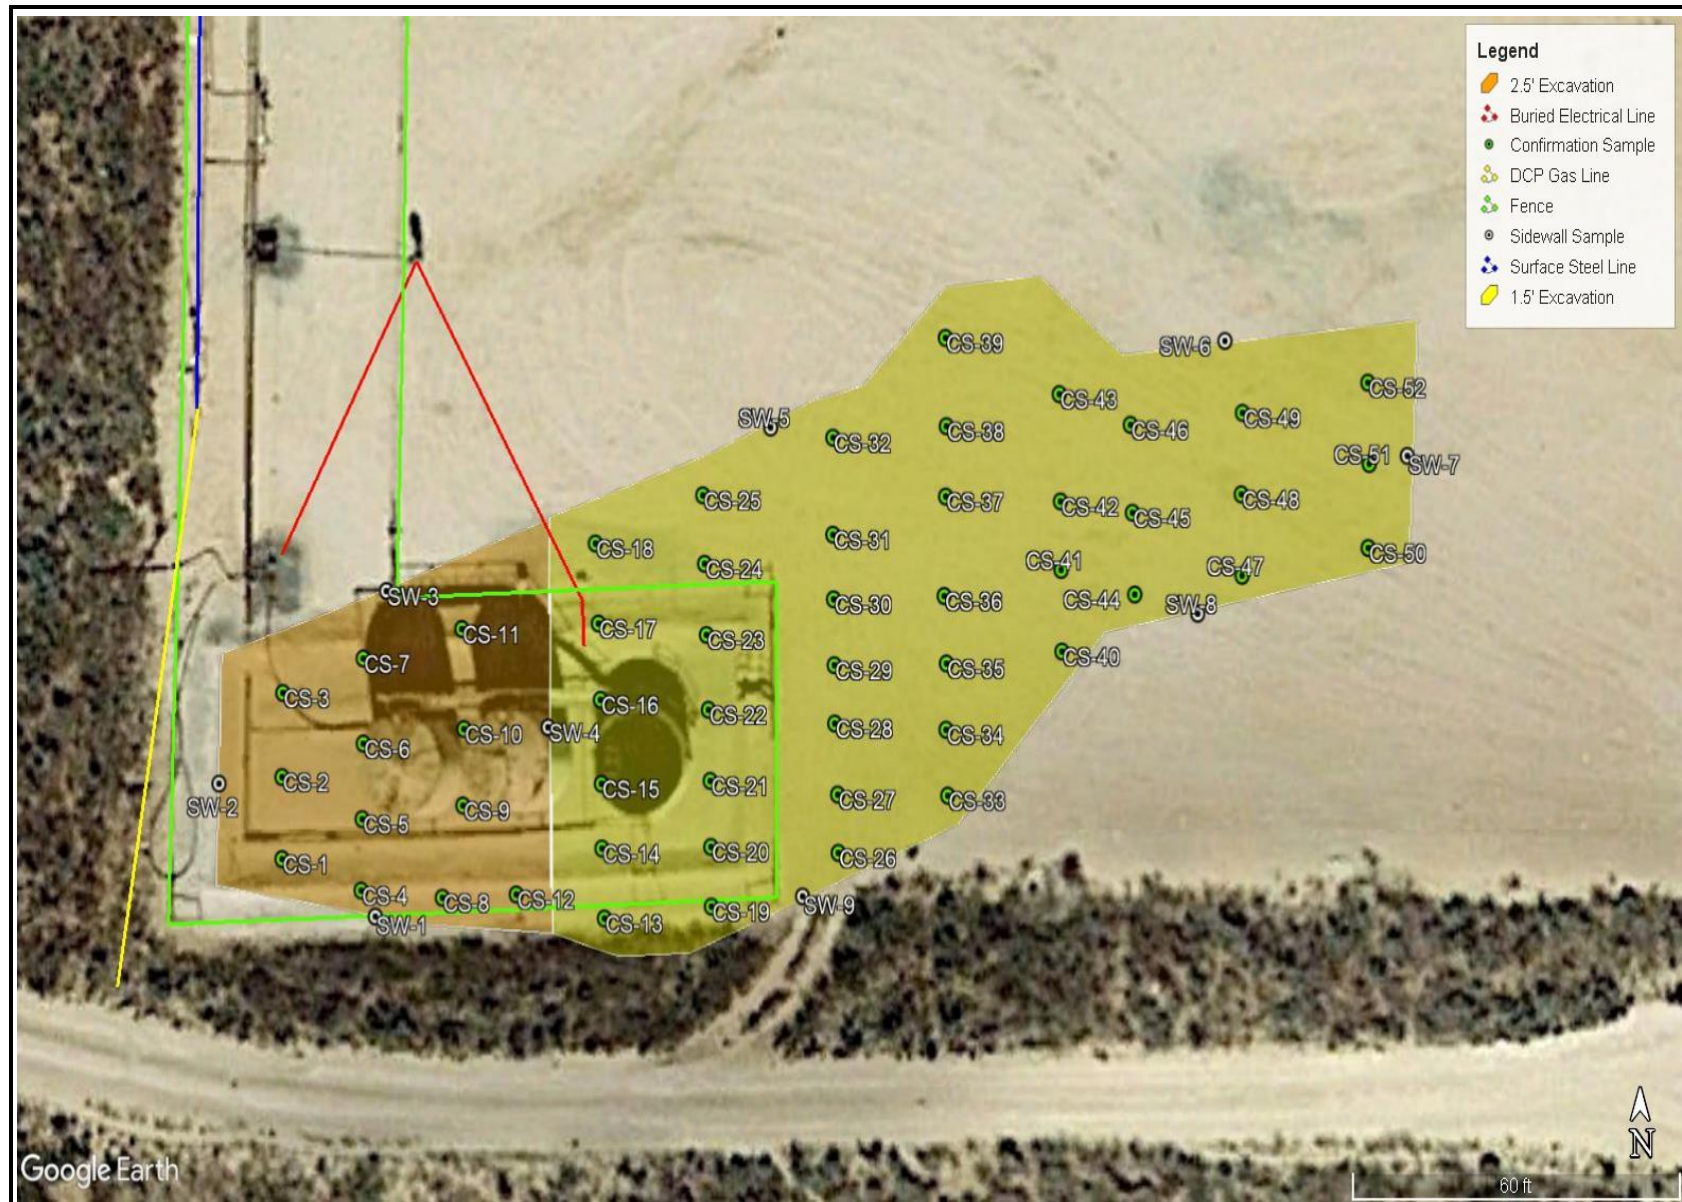 Legend
2.5' Excavation
Buried Electrical Line
Confirmation Sample
DCP Gas Line
Fence
Sidewall Sample
Surface Steel Line
1.5' Excavation
CS-39
SW-6
CS-52
CS-43
CS-49
SW-5
CS-38
CS-46
CS-32
CS-51
SW-7
CS-25
CS-37
CS-42
CS-48
CS-45
CS-31
CS-18
CS-50
CS-24
CS-41
CS-47
SW-3
CS-30
CS-36
CS-44
SW-8
CS-11
CS-17
CS-23
CS-7
CS-29
CS-35
CS-40
CS-3
CS-16
CS-22
CS-6
CS-10
SW-4
CS-28
CS-34
CS-2
CS-15
CS-21
SW-2
CS-9
CS-27
CS-33
CS-5
CS-14
CS-20
CS-26
CS-1
CS-4
CS-8
CS-12
SW-9
SW-1
CS-13
CS-19
N
Google Earth
60 ft